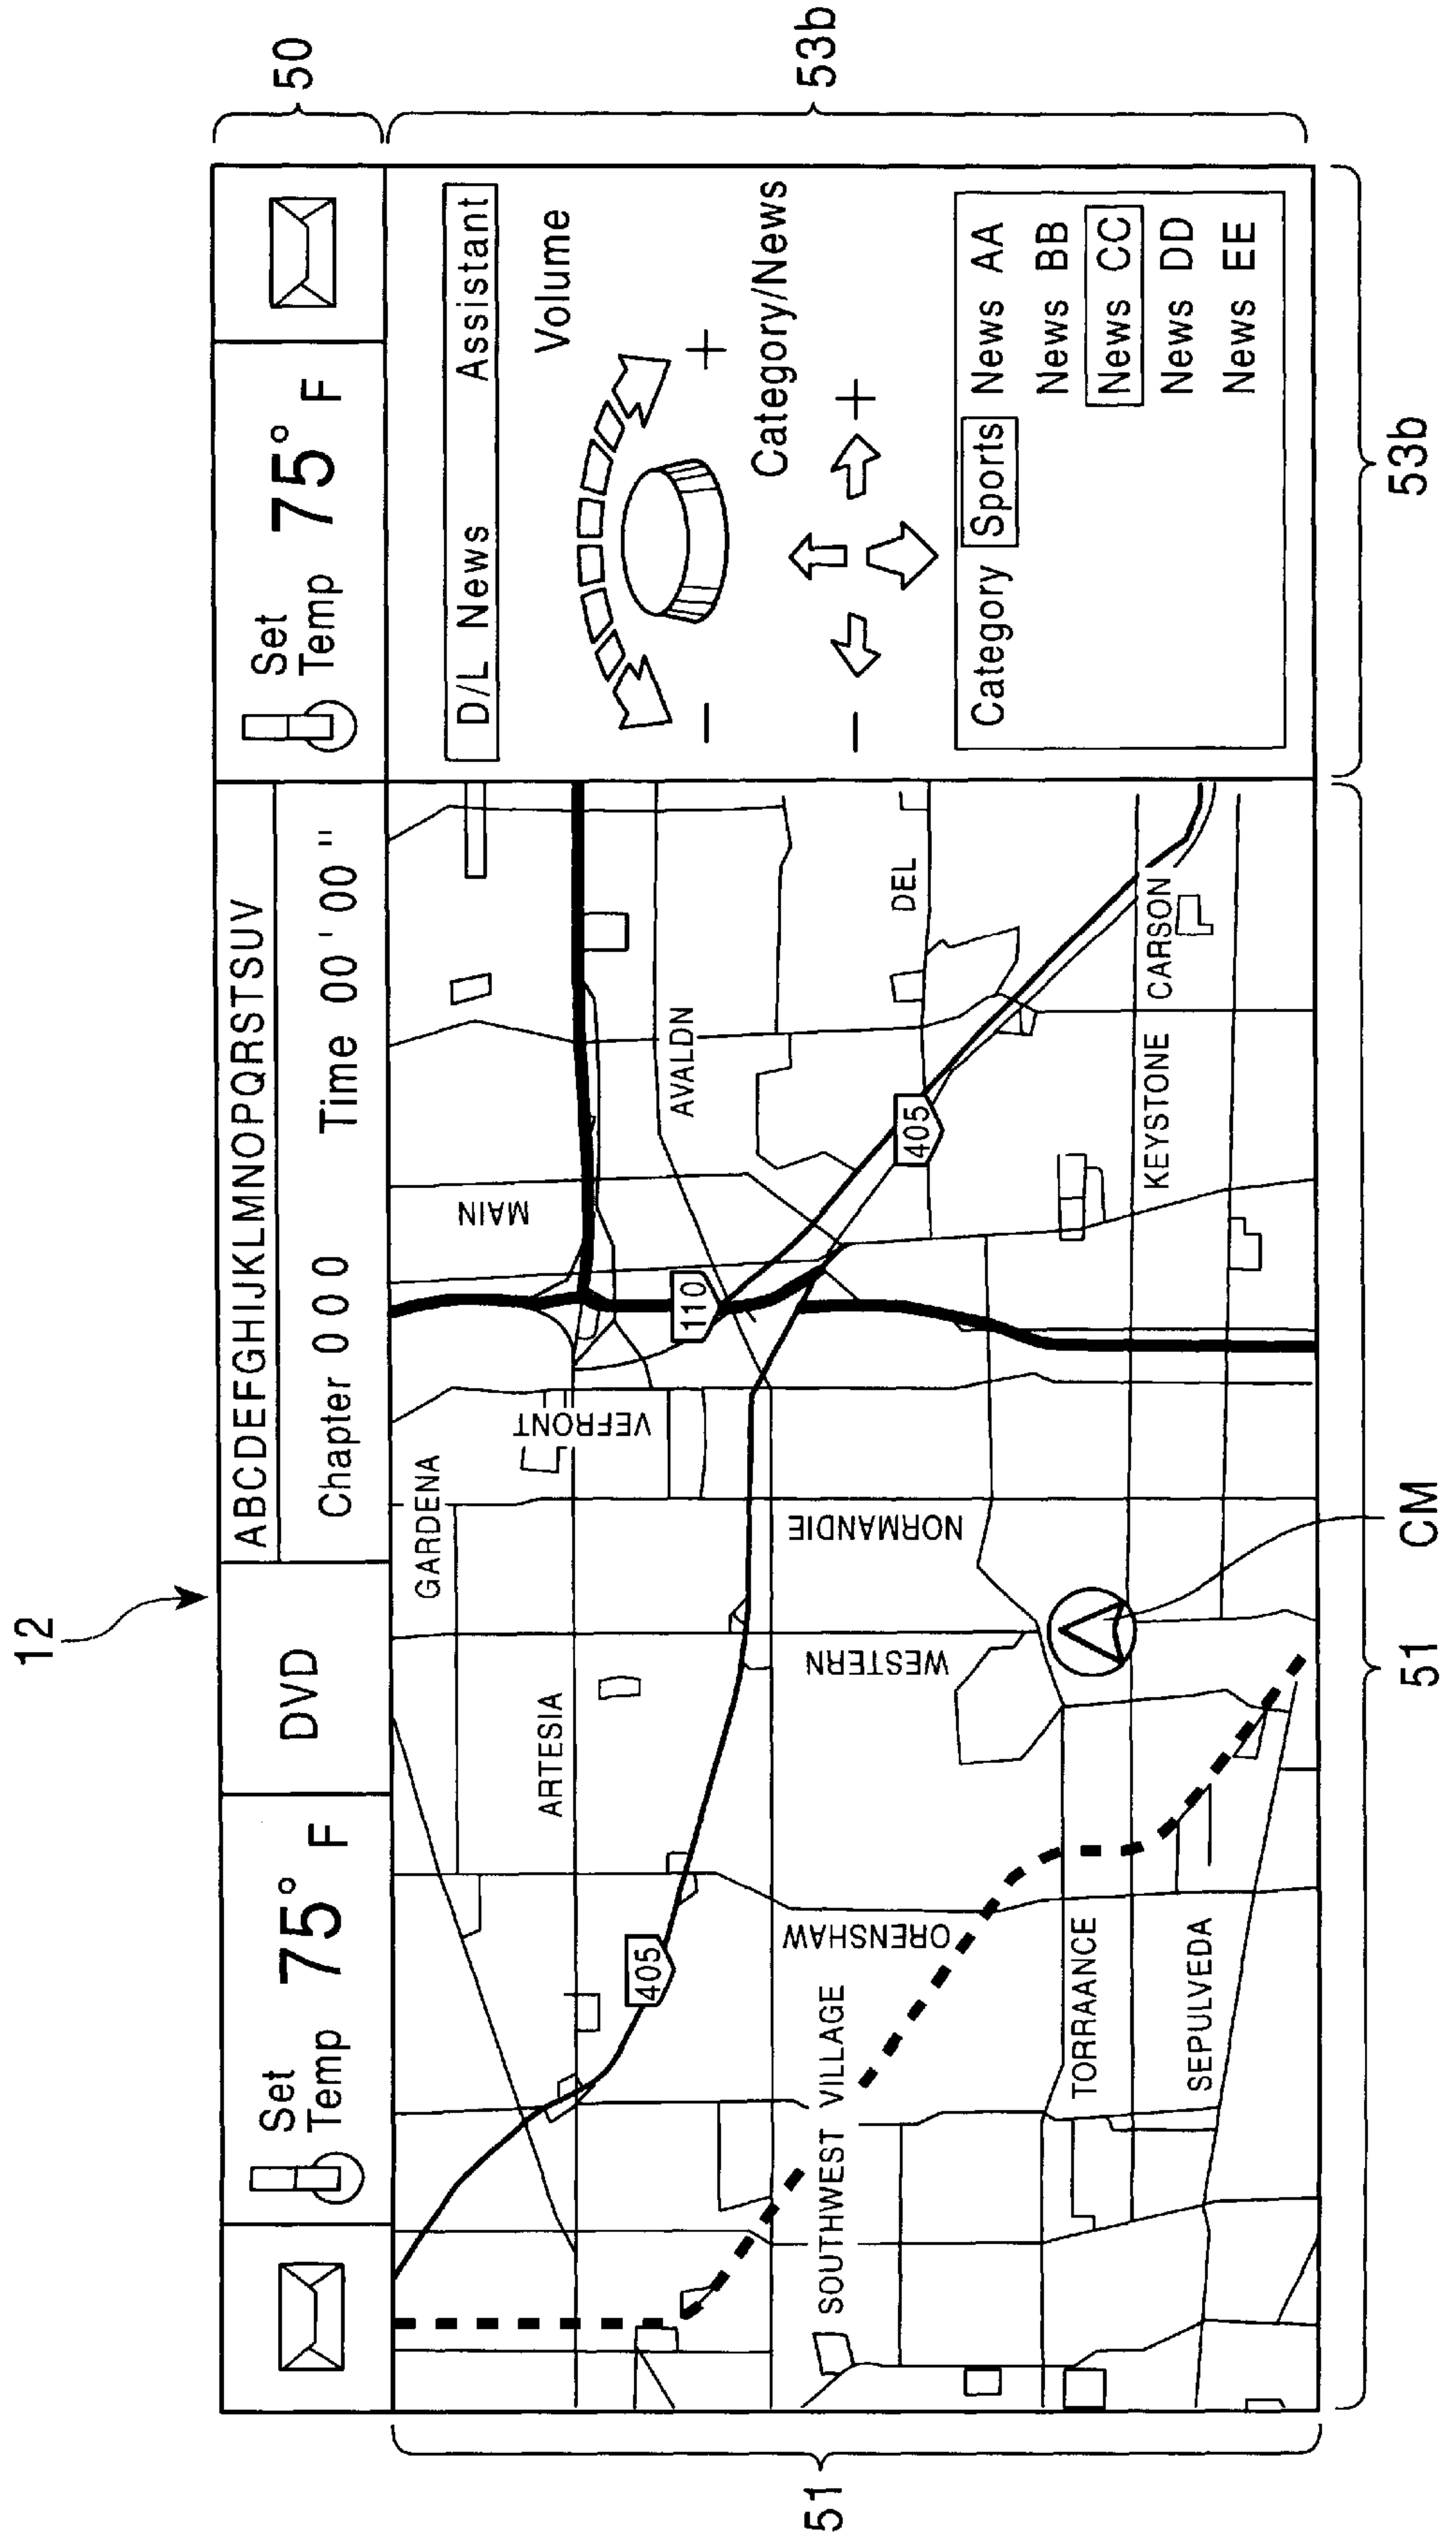 12
50
Set
Temp 75° F
DVD
ABCDEFGHIJKLMNOPQRSTSUV
Chapter 0 0 0 Time 00 ' 00 "
Set
Temp 75° F
GARDENA
MAIN
ARTESIA
VEFRONT
110
AVALDN
405
NORMANDIE
WESTERN
ORENSHAW
SOUTHWEST VILLAGE
DEL
405
TORRAANCE
KEYSTONE
CARSON
SEPULVEDA
D/L News Assistant
Volume
− +
Category/News
− +
Category Sports News AA
News BB
News CC
News DD
News EE
51
53b
51
CM
53b